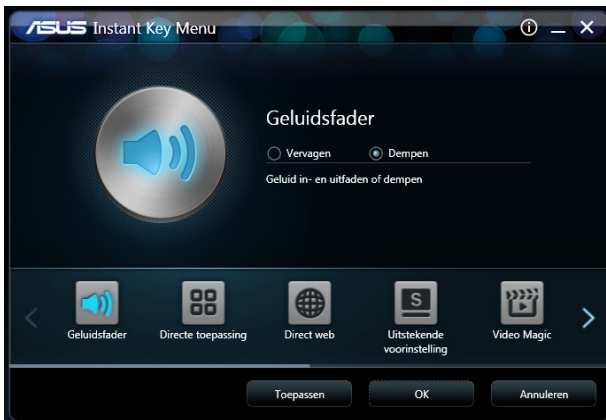 ASUS Instant Key Menu
Geluidsfader
Vervagen Dempen
Geluid in- en uitfaden of dempen
S
Geluidsfader Directe toepassing Direct web Uitstekende voorinstelling Video Magic
Toepassen OK Annuleren